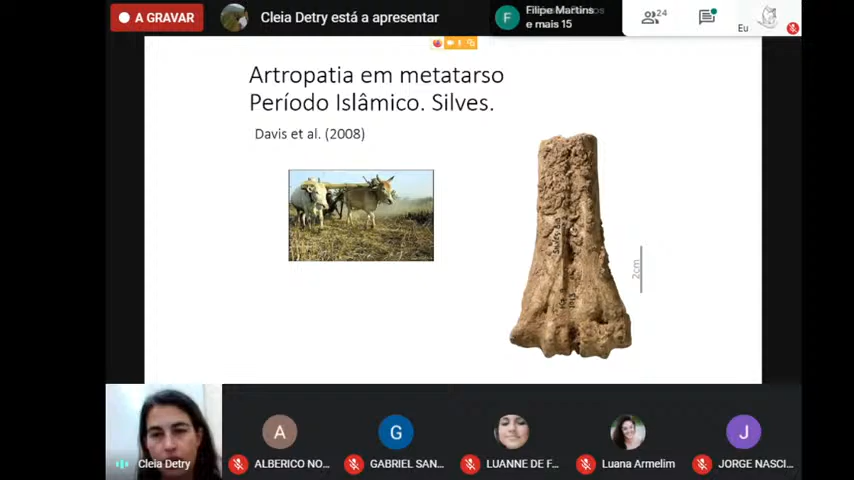 A GRAVAR
Cleia Detry está a apresentar
F
Filipe Martins
e mais 15
24
Eu
Artropatia em metatarso
Período Islâmico. Silves.
Davis et al. (2008)
2cm
Cleia Detry
A
ALBERICO NO...
G
GABRIEL SAN...
LUANNE DE F...
Luana Armelim
J
JORGE NASCI...